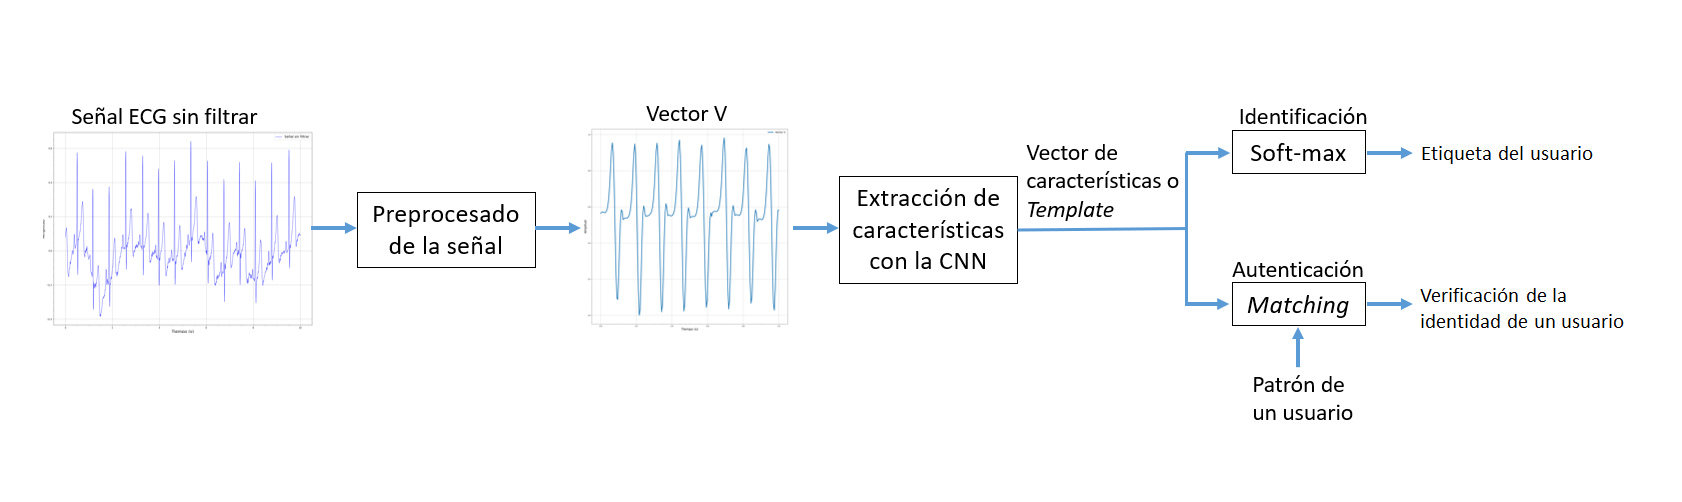 Señal ECG sin filtrar
Preprocesado
de la señal
Vector V
Extracción de
características
con la CNN
Vector de
características o
Template
Identificación
Soft-max
Etiqueta del usuario
Autenticación
Matching
Verificación de la
identidad de un usuario
Patrón de
un usuario
Tiempo (s)
Tiempo (s)